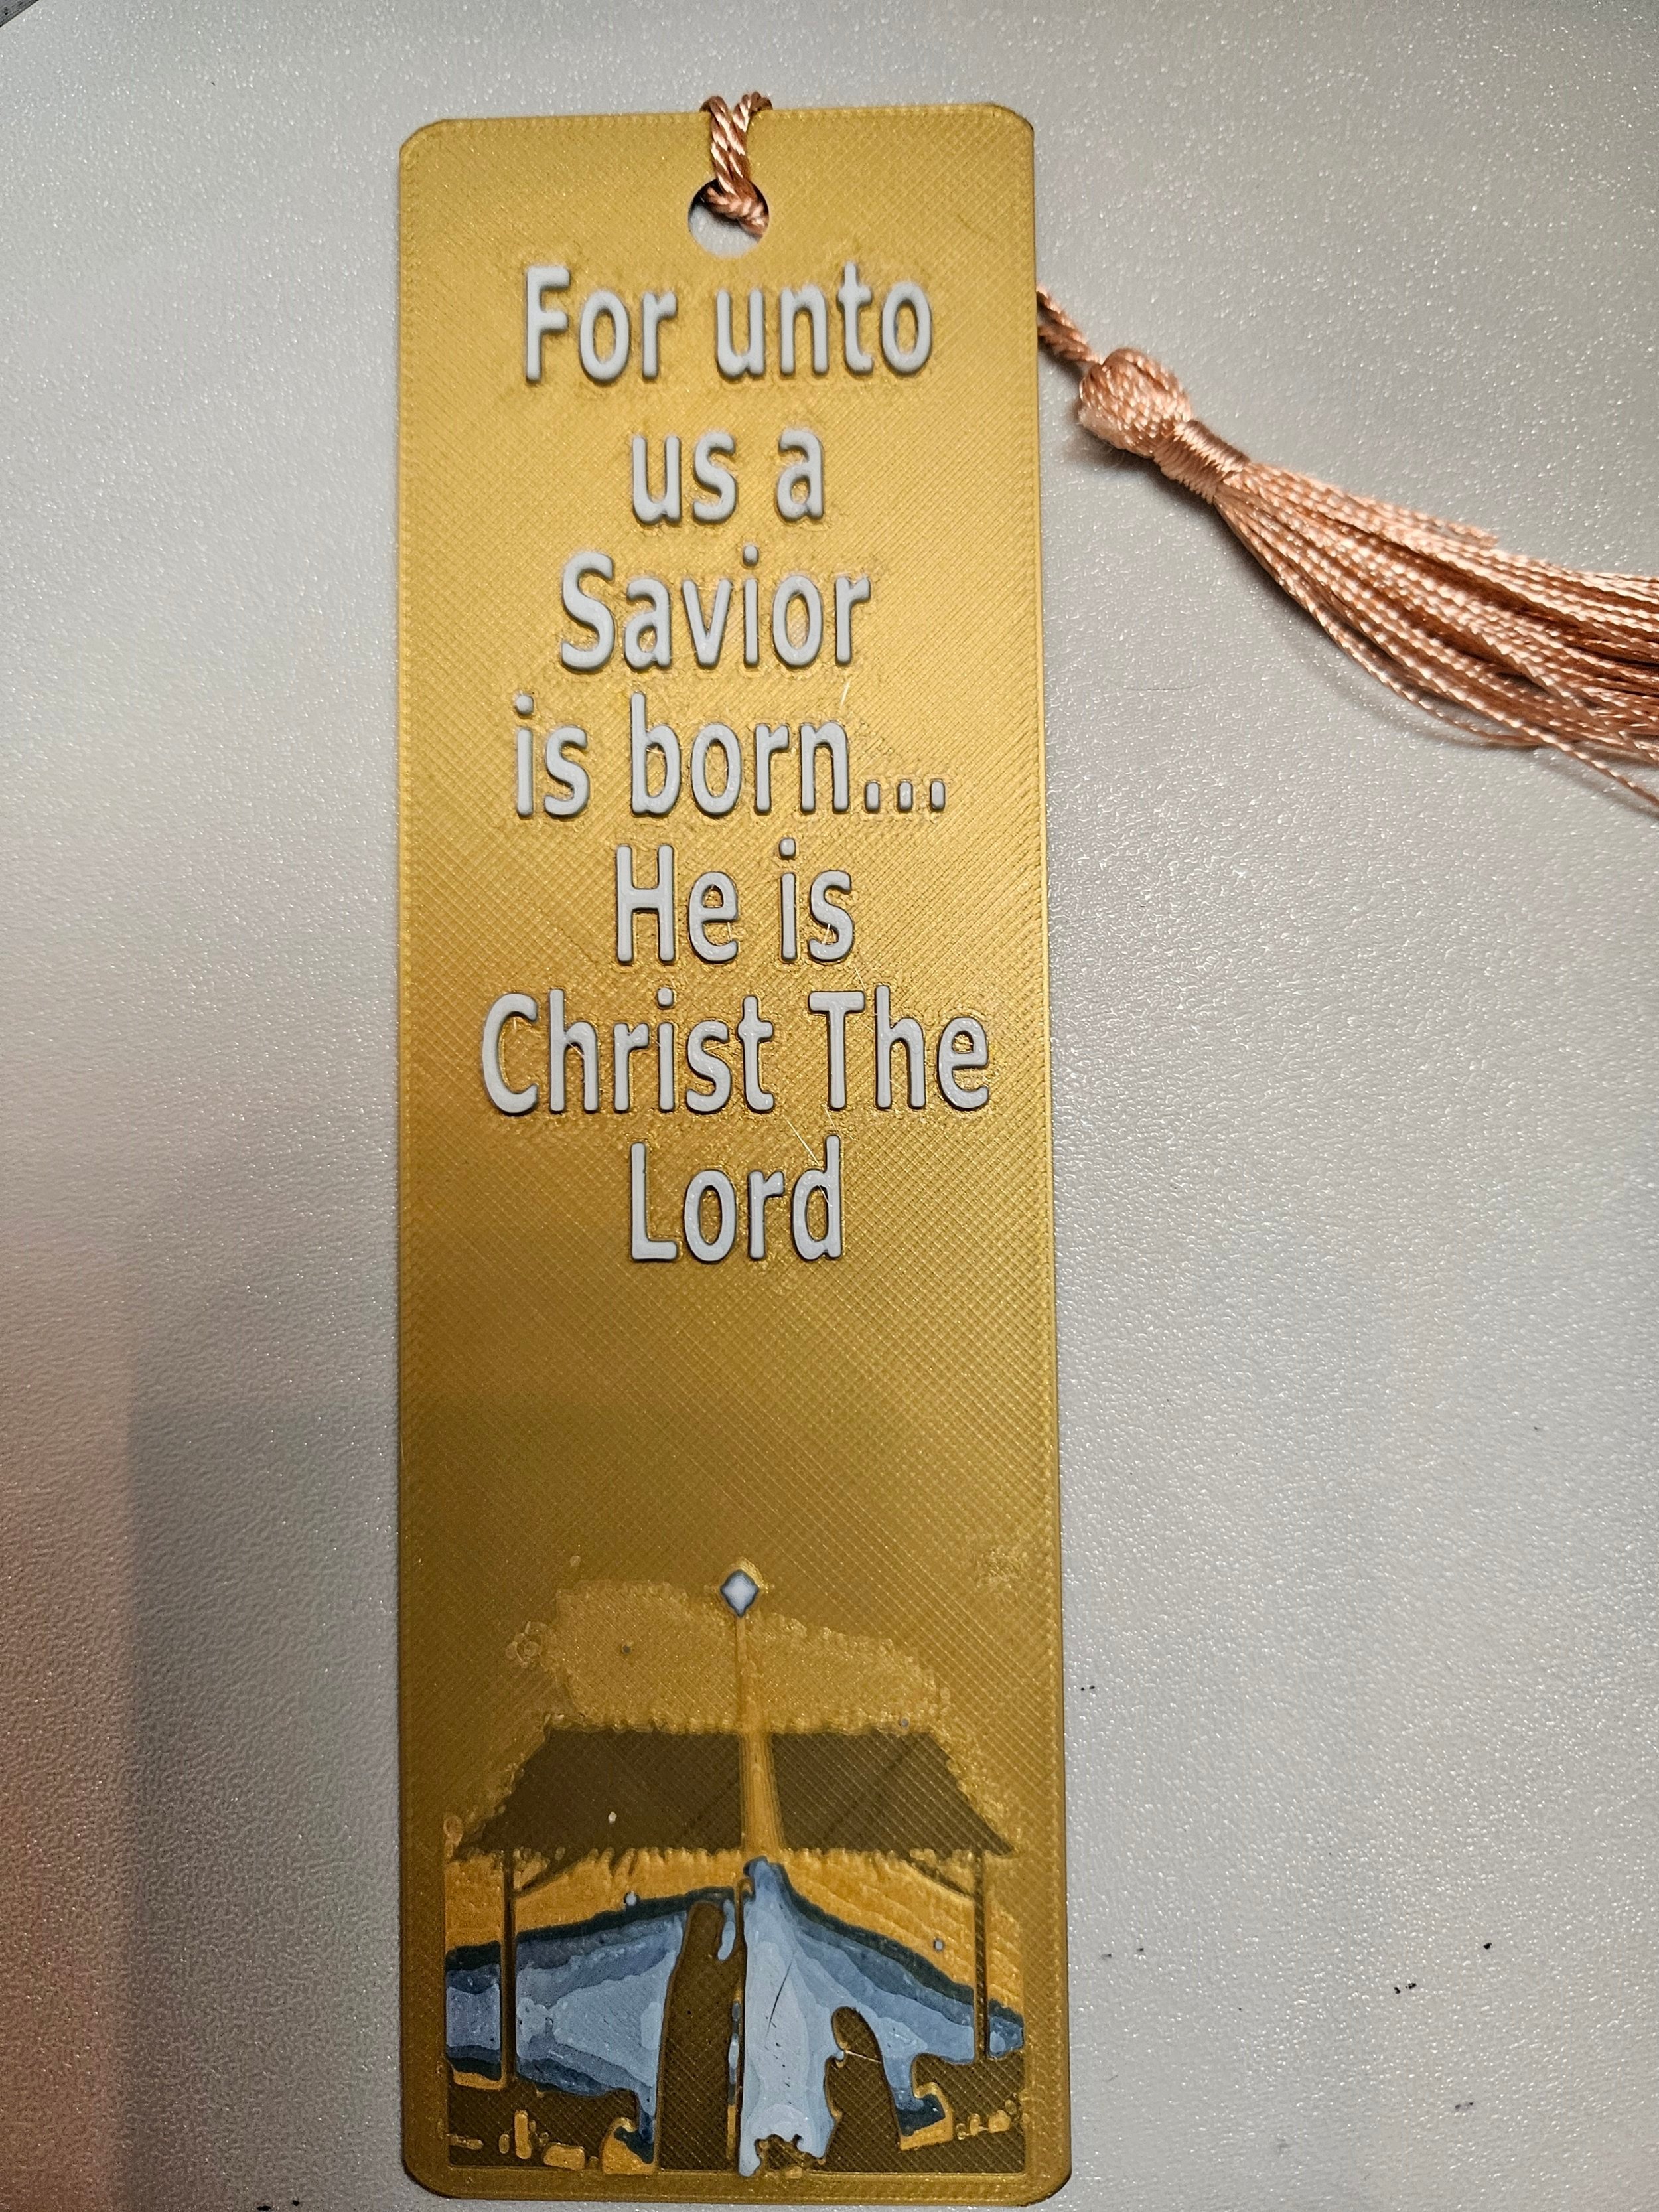 For unto
us a
Savior
is born...
He is
Christ The
Lord